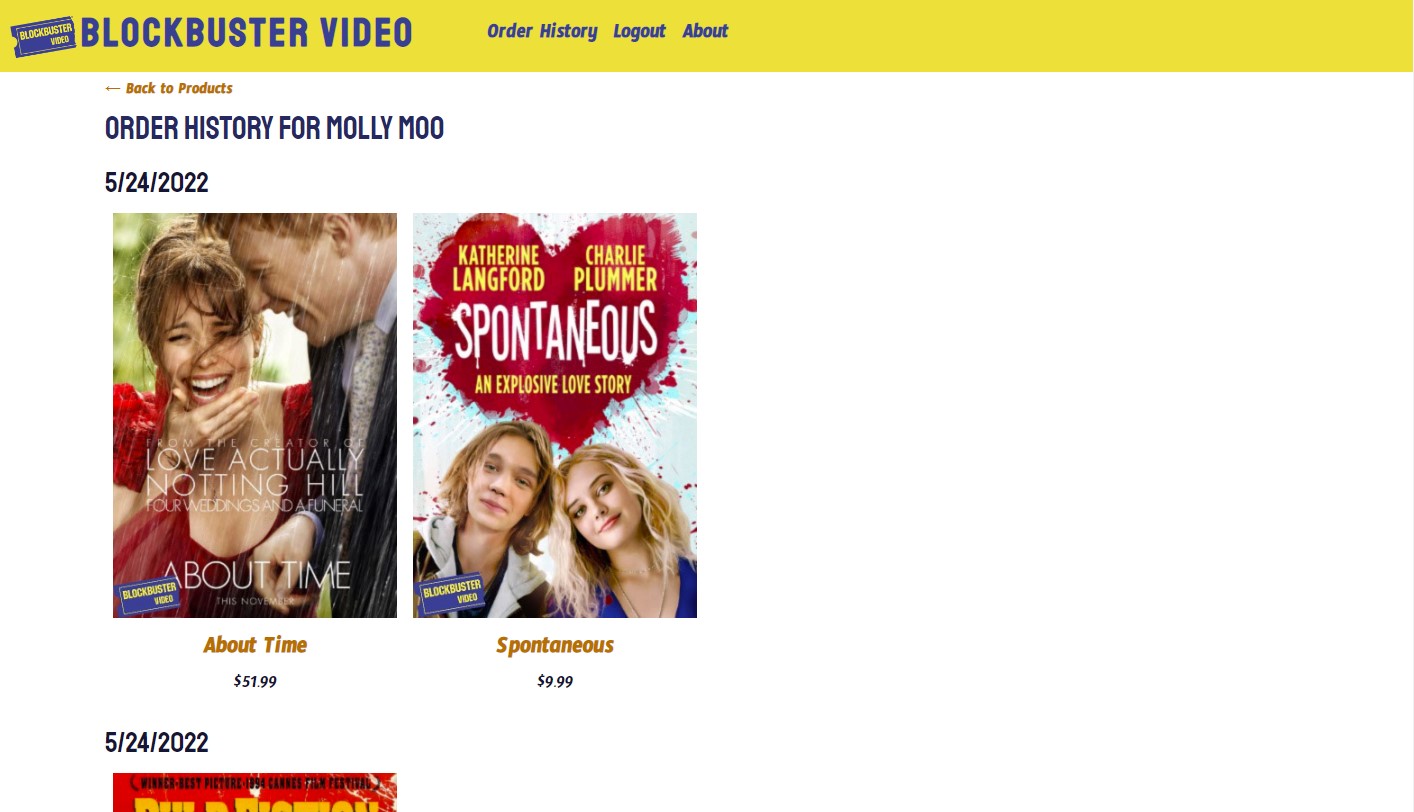 BLOCKBUSTER
VIDEO
BLOCKBUSTER VIDEO
Order History Logout About
← Back to Products
ORDER HISTORY FOR MOLLY MOO
5/24/2022
FROM THE CREATOR OF
LOVE ACTUALLY
NOTTING HILL
FOUR WEDDINGS AND A FUNERAL
ABOUT TIME
THIS NOVEMBER
BLOCKBUSTER
VIDEO
KATHERINE
LANGFORD
CHARLIE
PLUMMER
SPONTANEOUS
AN EXPLOSIVE LOVE STORY
BLOCKBUSTER
VIDEO
About Time
$51.99
Spontaneous
$9.99
5/24/2022
WINNER-BEST PICTURE-1994 CANNES FILM FESTIVAL
PULP FICTION